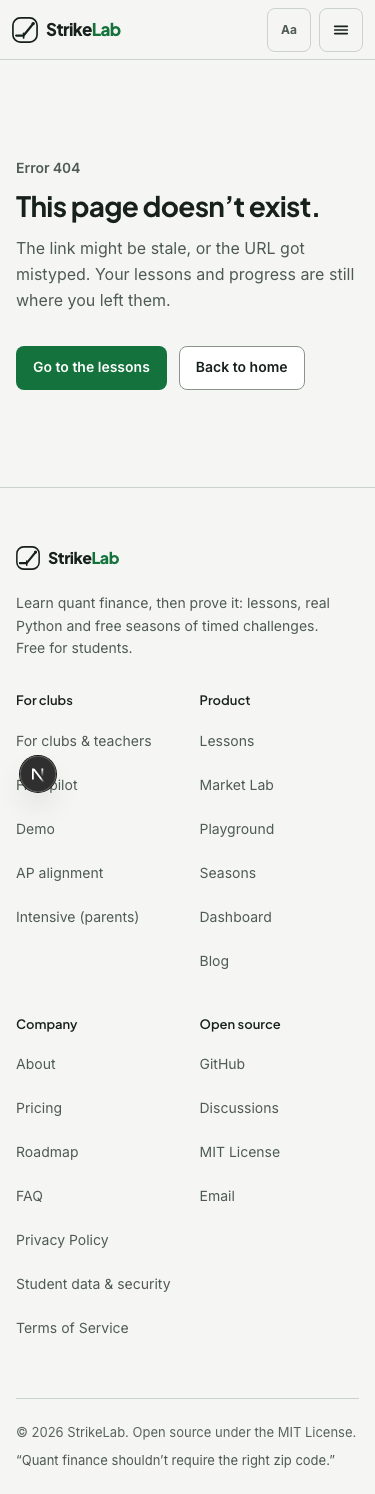 StrikeLab
Aa
Error 404
This page doesn’t exist.
The link might be stale, or the URL got
mistyped. Your lessons and progress are still
where you left them.
Go to the lessons
Back to home
StrikeLab
Learn quant finance, then prove it: lessons, real
Python and free seasons of timed challenges.
Free for students.
For clubs
For clubs & teachers
pilot
Demo
AP alignment
Intensive (parents)
Product
Lessons
Market Lab
Playground
Seasons
Dashboard
Blog
Company
About
Pricing
Roadmap
FAQ
Privacy Policy
Student data & security
Terms of Service
Open source
GitHub
Discussions
MIT License
Email
© 2026 StrikeLab. Open source under the MIT License.
“Quant finance shouldn’t require the right zip code.”